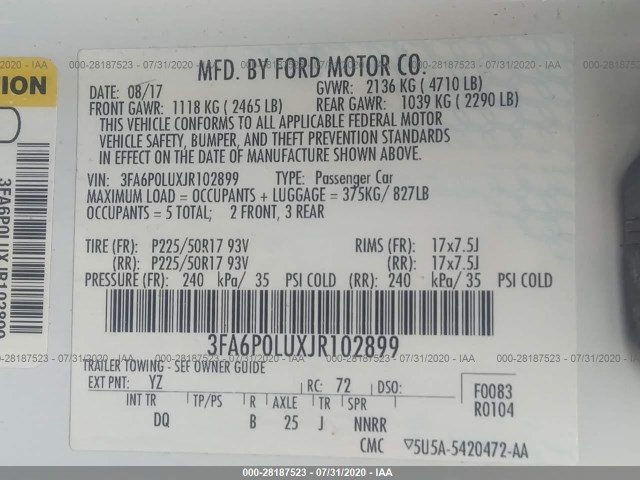 000-28187523 - 07/31/2020 - IAA
MFD. BY FORD MOTOR CO.
DATE: 08/17 GVWR: 2136 KG (4710 LB)
FRONT GAWR: 1118 KG (2465 LB) REAR GAWR: 1039 KG (2290 LB)
THIS VEHICLE CONFORMS TO ALL APPLICABLE FEDERAL MOTOR
VEHICLE SAFETY, BUMPER, AND THEFT PREVENTION STANDARDS
IN EFFECT ON THE DATE OF MANUFACTURE SHOWN ABOVE.
VIN: 3FA6P0LUXJR102899 TYPE: Passenger Car
MAXIMUM LOAD = OCCUPANTS + LUGGAGE = 375KG/ 827LB
OCCUPANTS = 5 TOTAL; 2 FRONT, 3 REAR
TIRE (FR): P225/50R17 93V RIMS (FR): 17x7.5J
(RR): P225/50R17 93V (RR): 17x7.5J
PRESSURE (FR): 240 kPa/ 35 PSI COLD (RR): 240 kPa/ 35 PSI COLD
3FA6P0LUXJR102899
TRAILER TOWING - SEE OWNER GUIDE
EXT PNT: YZ RC: 72 DSO:
INT TR TP/PS R AXLE TR SPR
DQ B 25 J NNRR
F0083
R0104
CMC ▽5U5A-5420472-AA
000-28187523 - 07/31/2020 - IAA
ION
3FA6P0LUXJR102899
000-28187523 - 07/31/2020 - IAA